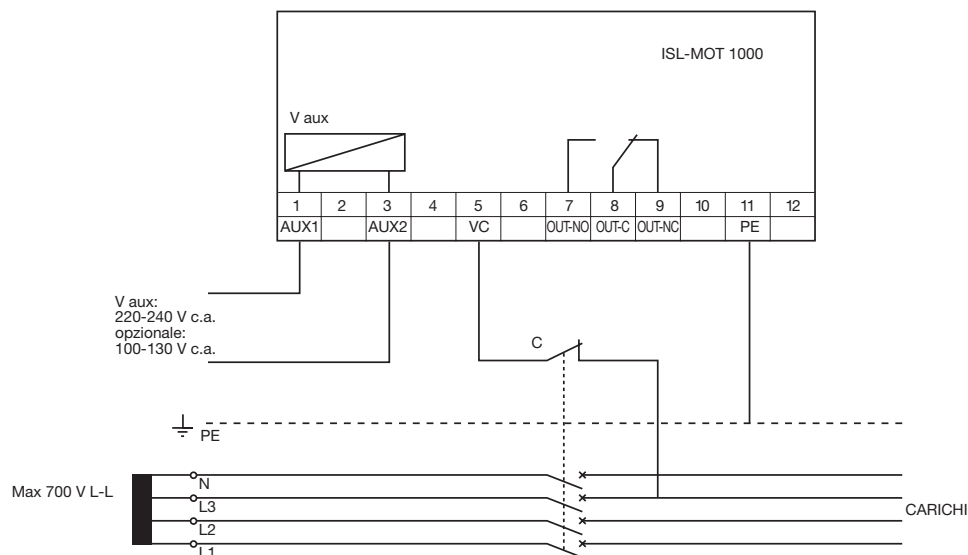 ISL-MOT 1000
V aux
1 2 3 4 5 6 7 8 9 10 11 12
AUX1 AUX2 VC OUT-NO OUT-C OUT-NC PE
V aux:
220-240 V c.a.
opzionale:
100-130 V c.a.
C
PE
N
Max 700 V L-L
L3
CARICHI
L2
L1